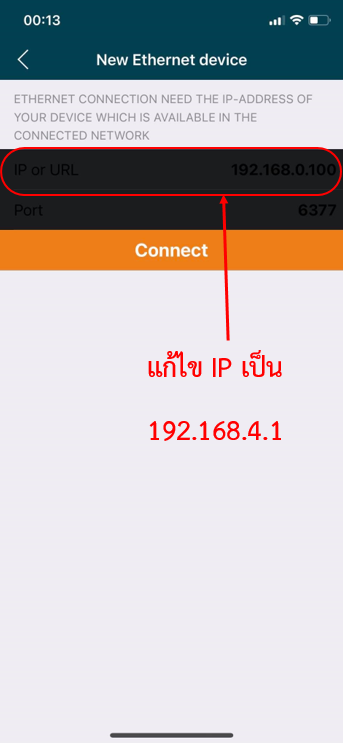 00:13
New Ethernet device
ETHERNET CONNECTION NEED THE IP-ADDRESS OF
YOUR DEVICE WHICH IS AVAILABLE IN THE
CONNECTED NETWORK
IP or URL 192.168.0.100
Port 6377
Connect
แก้ไข IP เป็น
192.168.4.1